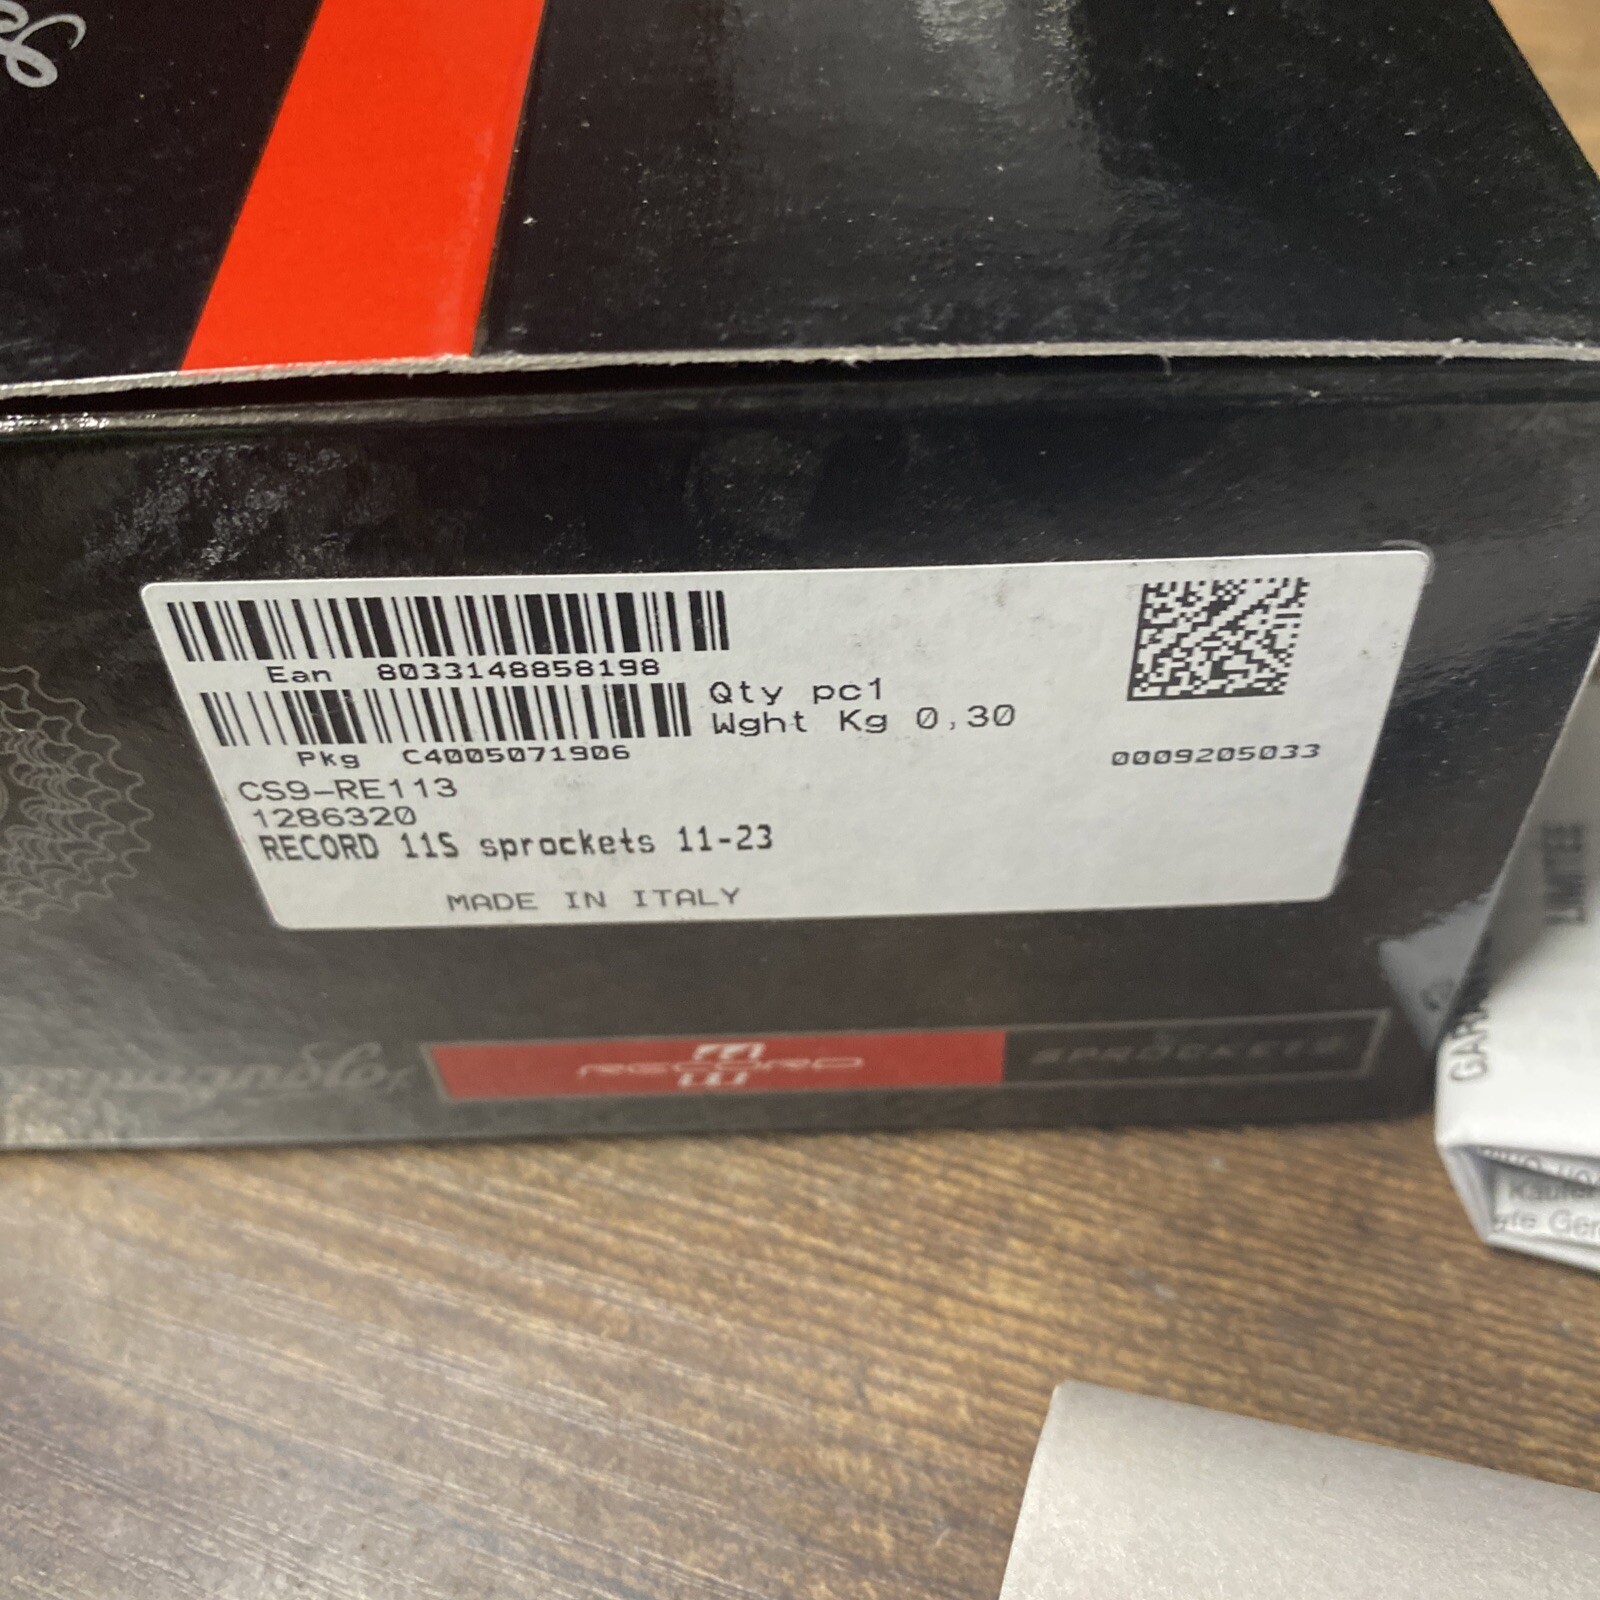 Ean 8033148858198
Qty pc1
Wght Kg 0,30
Pkg C4005071906
0009205033
CS9-RE113
1286320
RECORD 11S sprockets 11-23
MADE IN ITALY
RECORD
SPROCKETS
LIMITES